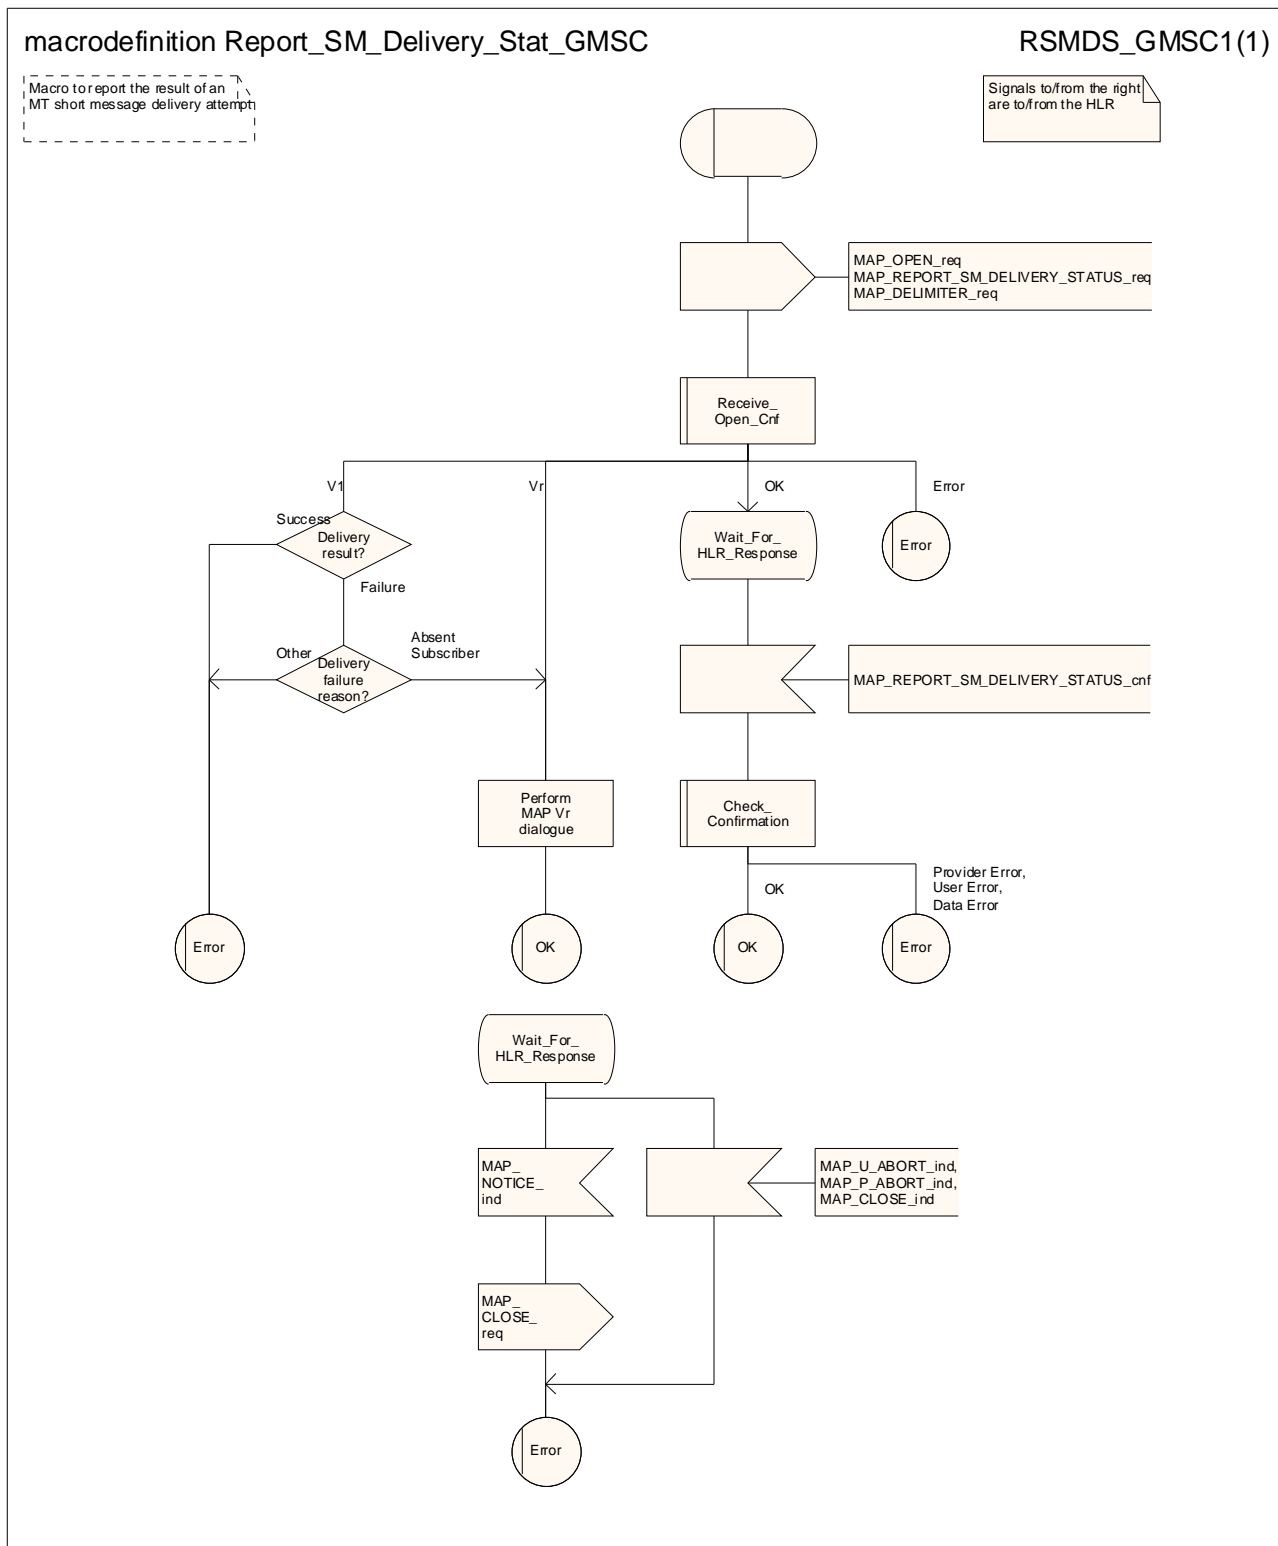 macrodefinition Report_SM_Delivery_Stat_GMSC
RSMDS_GMSC1(1)
Macro to report the result of an
MT short message delivery attempt
Signals to/from the right
are to/from the HLR
MAP_OPEN_req
MAP_REPORT_SM_DELIVERY_STATUS_req
MAP_DELIMITER_req
Receive_
Open_Cnf
V1
Vr
OK
Error
Success
Delivery
result?
Wait_For_
HLR_Response
Error
Failure
Other
Absent
Subscriber
Delivery
failure
reason?
MAP_REPORT_SM_DELIVERY_STATUS_cnf
Perform
MAP Vr
dialogue
Check_
Confirmation
OK
Provider Error,
User Error,
Data Error
Error
OK
OK
Error
Wait_For_
HLR_Response
MAP_
NOTICE_
ind
MAP_U_ABORT_ind,
MAP_P_ABORT_ind,
MAP_CLOSE_ind
MAP_
CLOSE_
req
Error